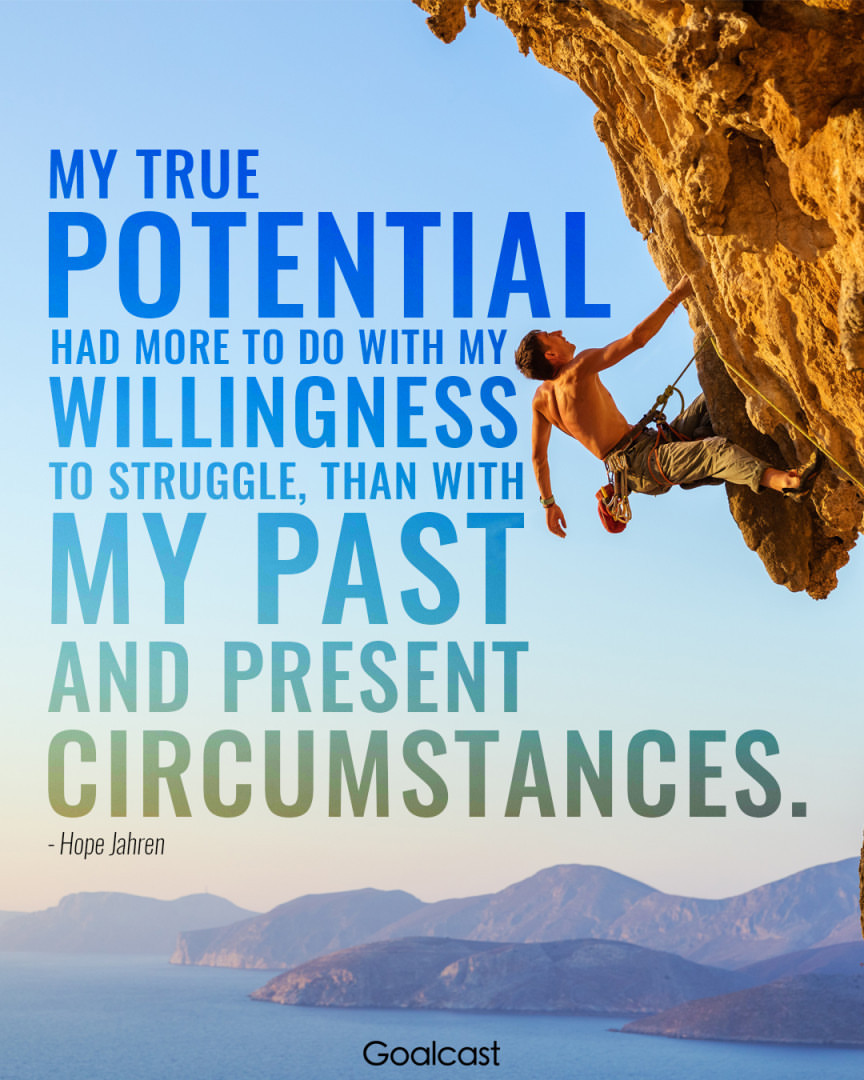 MY TRUE
POTENTIAL
HAD MORE TO DO WITH MY
WILLINGNESS
TO STRUGGLE, THAN WITH
MY PAST
AND PRESENT
CIRCUMSTANCES.
- Hope Jahren
Goalcast